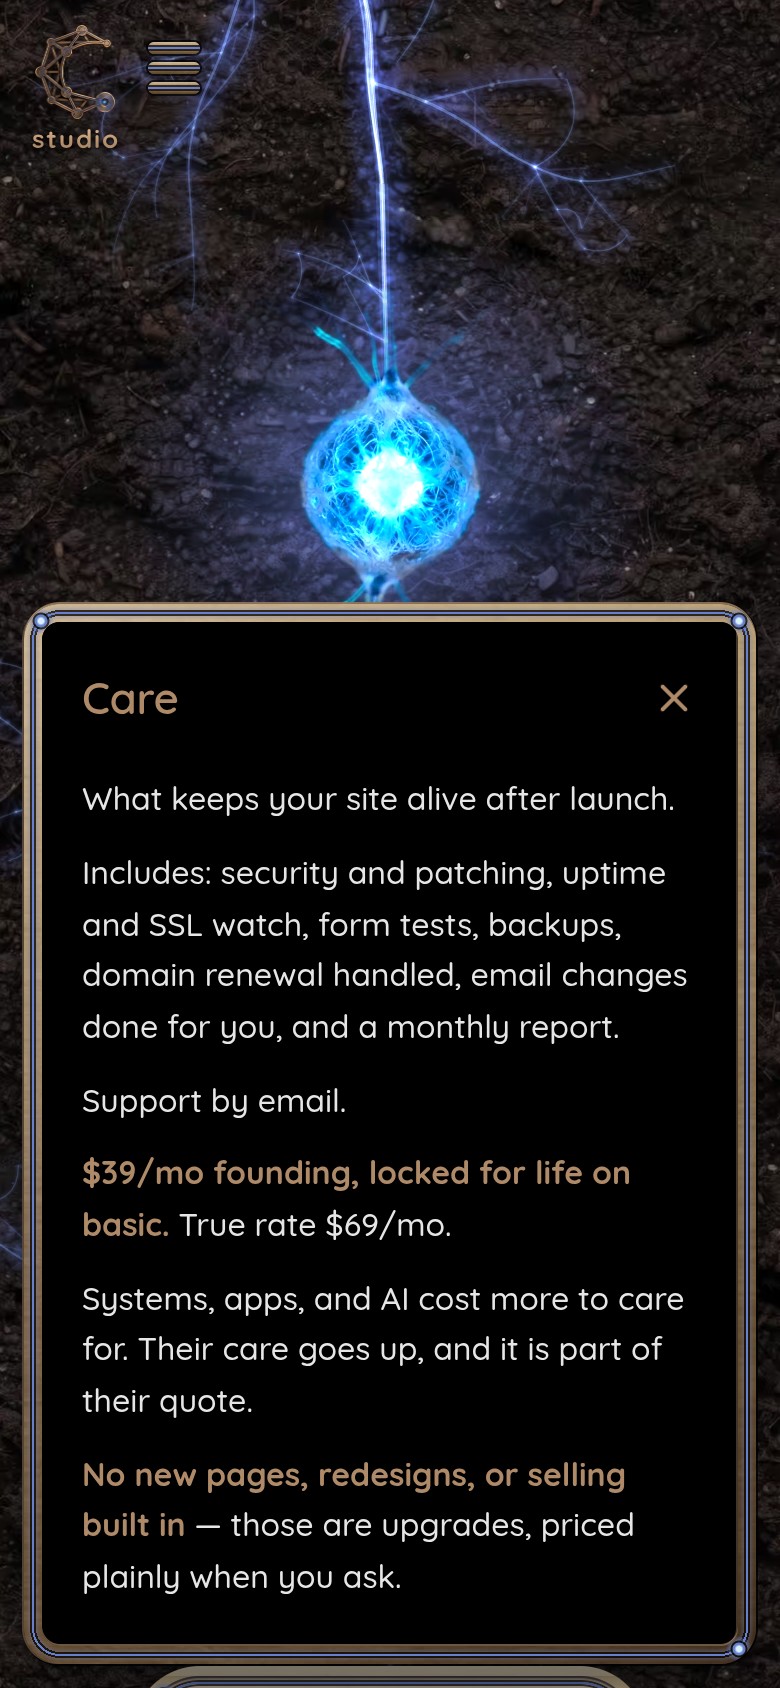 studio
Care
What keeps your site alive after launch.
Includes: security and patching, uptime
and SSL watch, form tests, backups,
domain renewal handled, email changes
done for you, and a monthly report.
Support by email.
$39/mo founding, locked for life on
basic. True rate $69/mo.
Systems, apps, and AI cost more to care
for. Their care goes up, and it is part of
their quote.
No new pages, redesigns, or selling
built in — those are upgrades, priced
plainly when you ask.